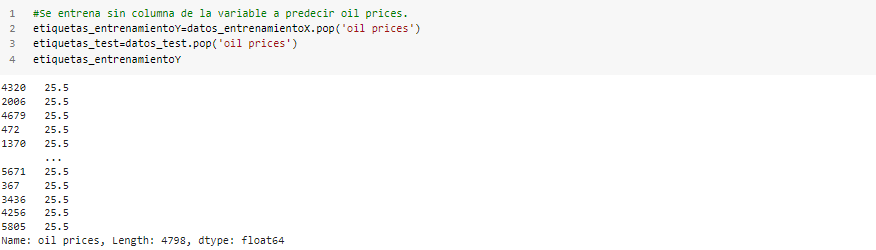 1 #Se entrena sin columna de la variable a predecir oil prices.
2 etiquetas_entrenamientoY=datos_entrenamientoX.pop('oil prices')
3 etiquetas_test=datos_test.pop('oil prices')
4 etiquetas_entrenamientoY
4320 25.5
2006 25.5
4679 25.5
472 25.5
1370 25.5
...
5671 25.5
367 25.5
3436 25.5
4256 25.5
5805 25.5
Name: oil prices, Length: 4798, dtype: float64